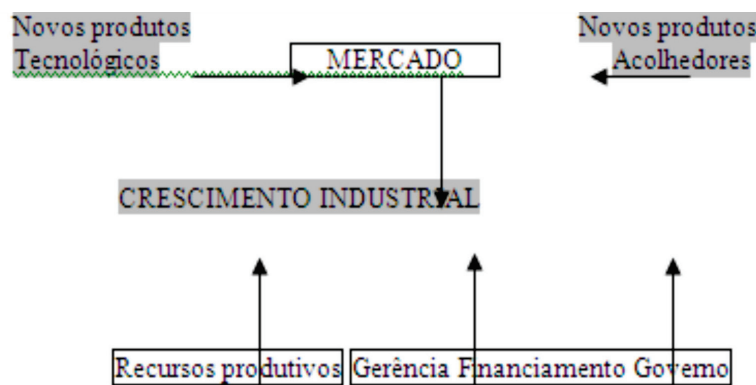 Novos produtos
Tecnológicos
MERCADO
Novos produtos
Acolhedores
CRESCIMENTO INDUSTRIAL
Recursos produtivos
Gerência Financiamento Governo